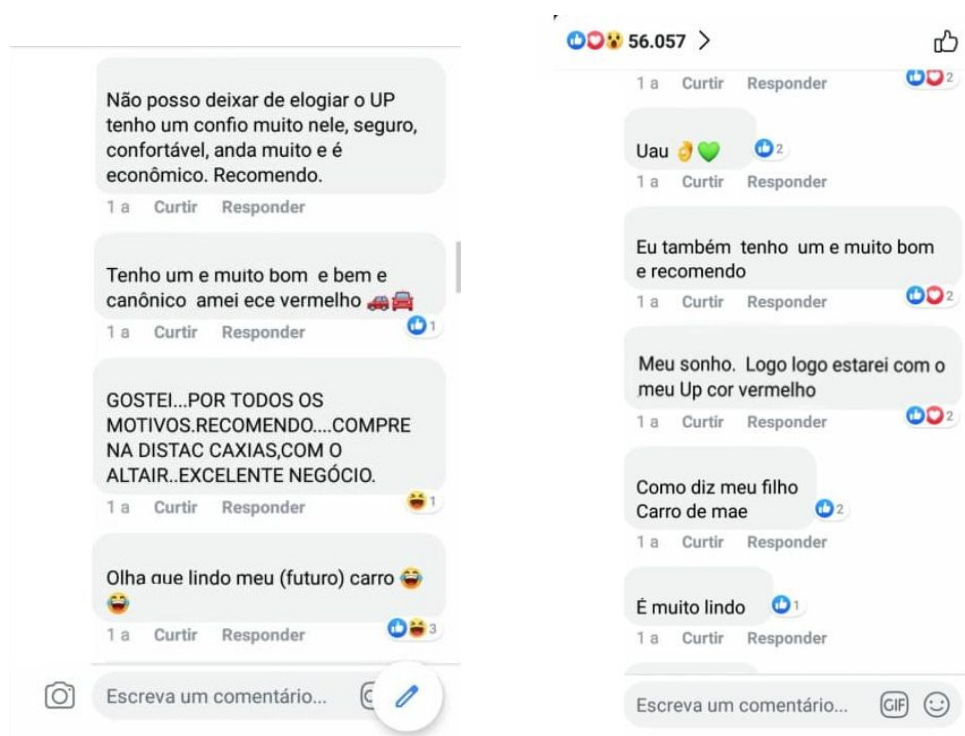 Não posso deixar de elogiar o UP
tenho um confio muito nele, seguro,
confortável, anda muito e é
econômico. Recomendo.
1 a Curtir Responder
Tenho um e muito bom e bem e
canônico amei ece vermelho 🚗🚘
1 a Curtir Responder 1
GOSTEI...POR TODOS OS
MOTIVOS.RECOMENDO....COMPRE
NA DISTAC CAXIAS,COM O
ALTAIR..EXCELENTE NEGÓCIO.
1 a Curtir Responder 1
Olha que lindo meu (futuro) carro 😂
😂
1 a Curtir Responder 3
Escreva um comentário...
56.057
1 a Curtir Responder 2
Uau 👌💚 2
1 a Curtir Responder
Eu também tenho um e muito bom
e recomendo
1 a Curtir Responder 2
Meu sonho. Logo logo estarei com o
meu Up cor vermelho
1 a Curtir Responder 2
Como diz meu filho
Carro de mae 2
1 a Curtir Responder
É muito lindo 1
1 a Curtir Responder
Escreva um comentário... GIF